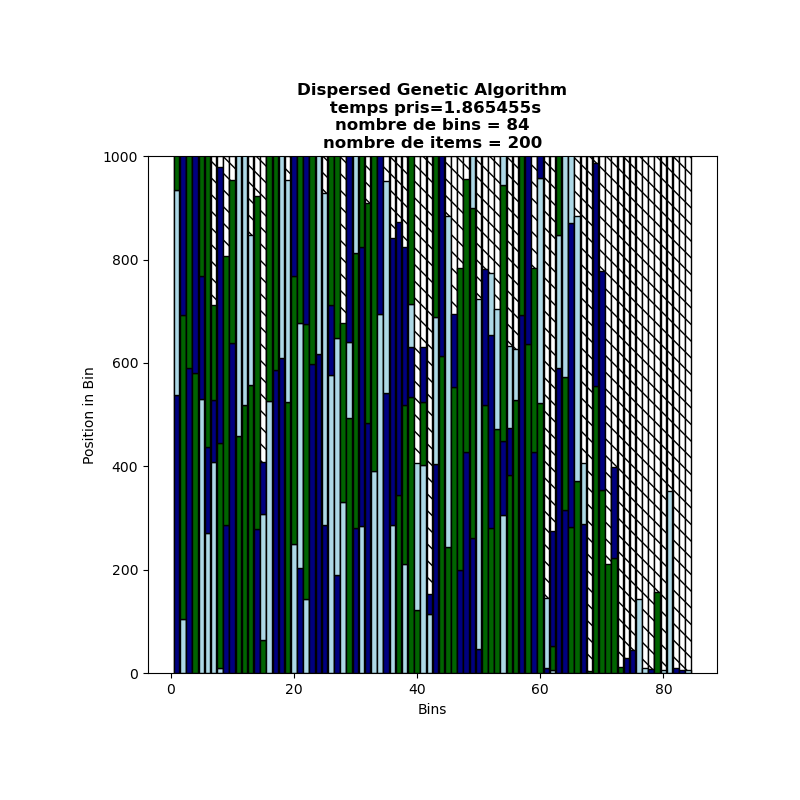 Dispersed Genetic Algorithm
temps pris=1.865455s
nombre de bins = 84
nombre de items = 200
1000
800
600
400
200
0
Position in Bin
0 20 40 60 80
Bins